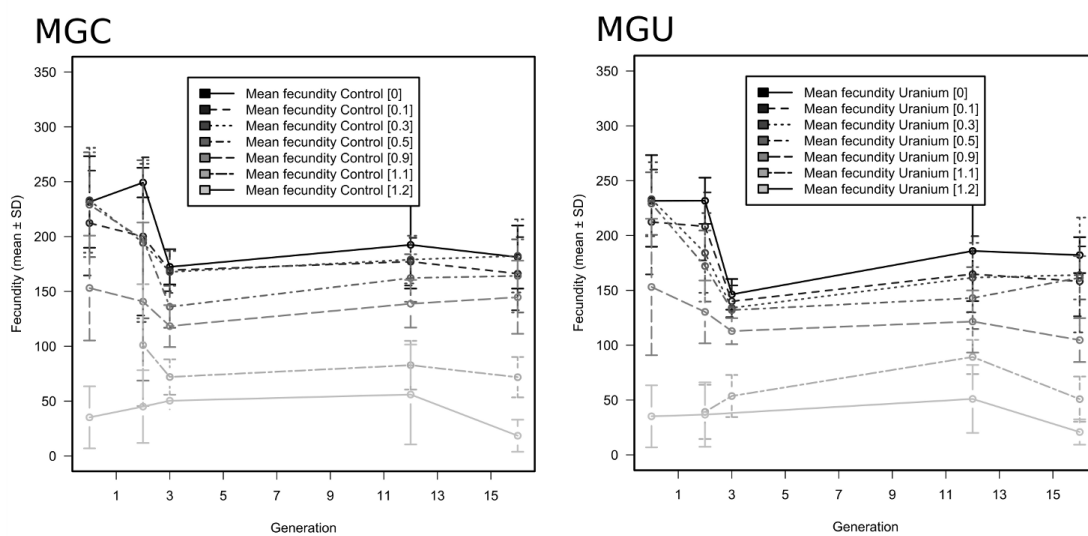 MGC
350
300
250
200
150
100
50
0
Fecundity (mean ± SD)
Mean fecundity Control [0]
Mean fecundity Control [0.1]
Mean fecundity Control [0.3]
Mean fecundity Control [0.5]
Mean fecundity Control [0.9]
Mean fecundity Control [1.1]
Mean fecundity Control [1.2]
1 3 5 7 9 11 13 15
Generation
MGU
350
300
250
200
150
100
50
0
Fecundity (mean ± SD)
Mean fecundity Uranium [0]
Mean fecundity Uranium [0.1]
Mean fecundity Uranium [0.3]
Mean fecundity Uranium [0.5]
Mean fecundity Uranium [0.9]
Mean fecundity Uranium [1.1]
Mean fecundity Uranium [1.2]
1 3 5 7 9 11 13 15
Generation